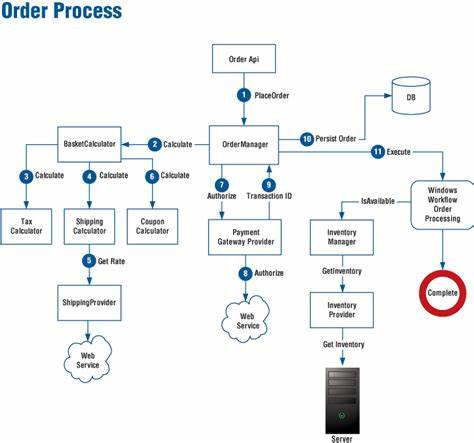 Order Process
Order Api
1 PlaceOrder
DB
10 Persist Order
BasketCalculator
2 Calculate
OrderManager
11 Execute
3 Calculate
4 Calculate
6 Calculate
7
Authorize
9
Transaction ID
IsAvailable
Windows
Workflow
Order
Processing
Tax
Calculator
Shipping
Calculator
Coupon
Calculator
Payment
Gateway Provider
Inventory
Manager
5 Get Rate
8 Authorize
GetInventory
Complete
ShippingProvider
Web
Service
Inventory
Provider
Get Inventory
Web
Service
Server